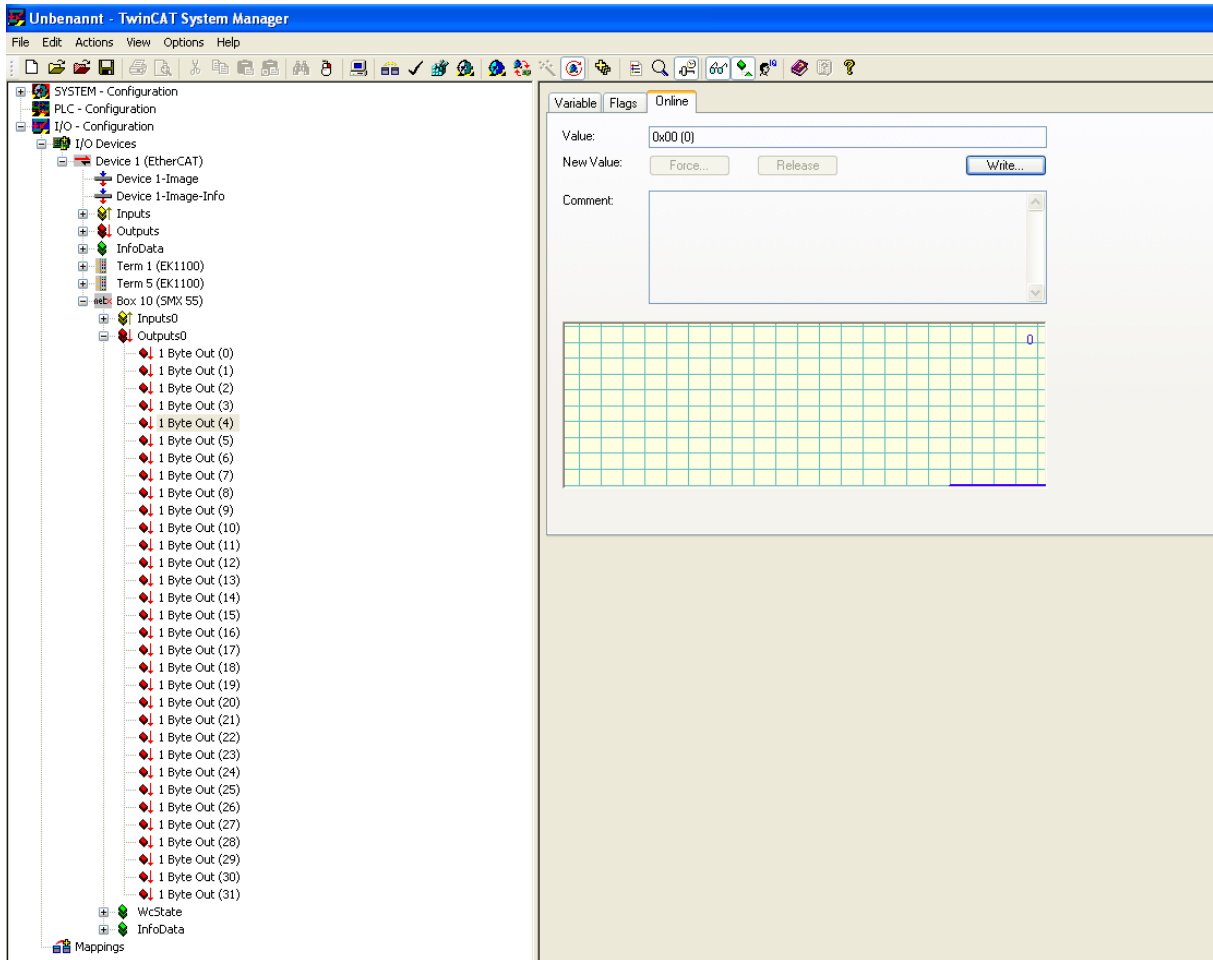 Unbenannt - TwinCAT System Manager
File Edit Actions View Options Help
SYSTEM - Configuration
PLC - Configuration
I/O - Configuration
I/O Devices
Device 1 (EtherCAT)
Device 1-Image
Device 1-Image-Info
Inputs
Outputs
InfoData
Term 1 (EK1100)
Term 5 (EK1100)
Box 10 (SMX 55)
Inputs0
Outputs0
1 Byte Out (0)
1 Byte Out (1)
1 Byte Out (2)
1 Byte Out (3)
1 Byte Out (4)
1 Byte Out (5)
1 Byte Out (6)
1 Byte Out (7)
1 Byte Out (8)
1 Byte Out (9)
1 Byte Out (10)
1 Byte Out (11)
1 Byte Out (12)
1 Byte Out (13)
1 Byte Out (14)
1 Byte Out (15)
1 Byte Out (16)
1 Byte Out (17)
1 Byte Out (18)
1 Byte Out (19)
1 Byte Out (20)
1 Byte Out (21)
1 Byte Out (22)
1 Byte Out (23)
1 Byte Out (24)
1 Byte Out (25)
1 Byte Out (26)
1 Byte Out (27)
1 Byte Out (28)
1 Byte Out (29)
1 Byte Out (30)
1 Byte Out (31)
WcState
InfoData
Mappings
Variable Flags Online
Value: 0x00 (0)
New Value: Force... Release Write...
Comment:
0